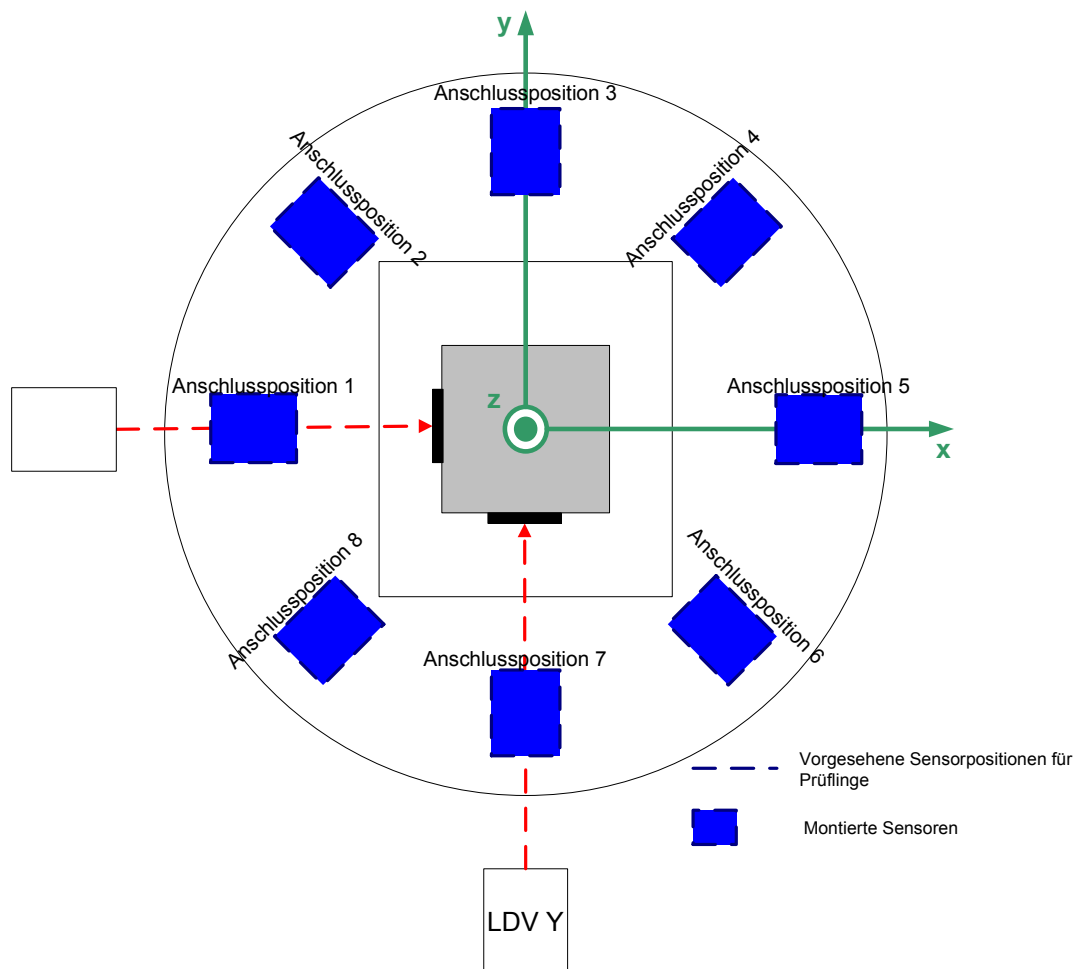 y
Anschlussposition 3
Anschlussposition 2
Anschlussposition 4
Anschlussposition 1
z
Anschlussposition 5
x
Anschlussposition 8
Anschlussposition 7
Anschlussposition 6
Vorgesehene Sensorpositionen für
Prüflinge
Montierte Sensoren
LDV Y